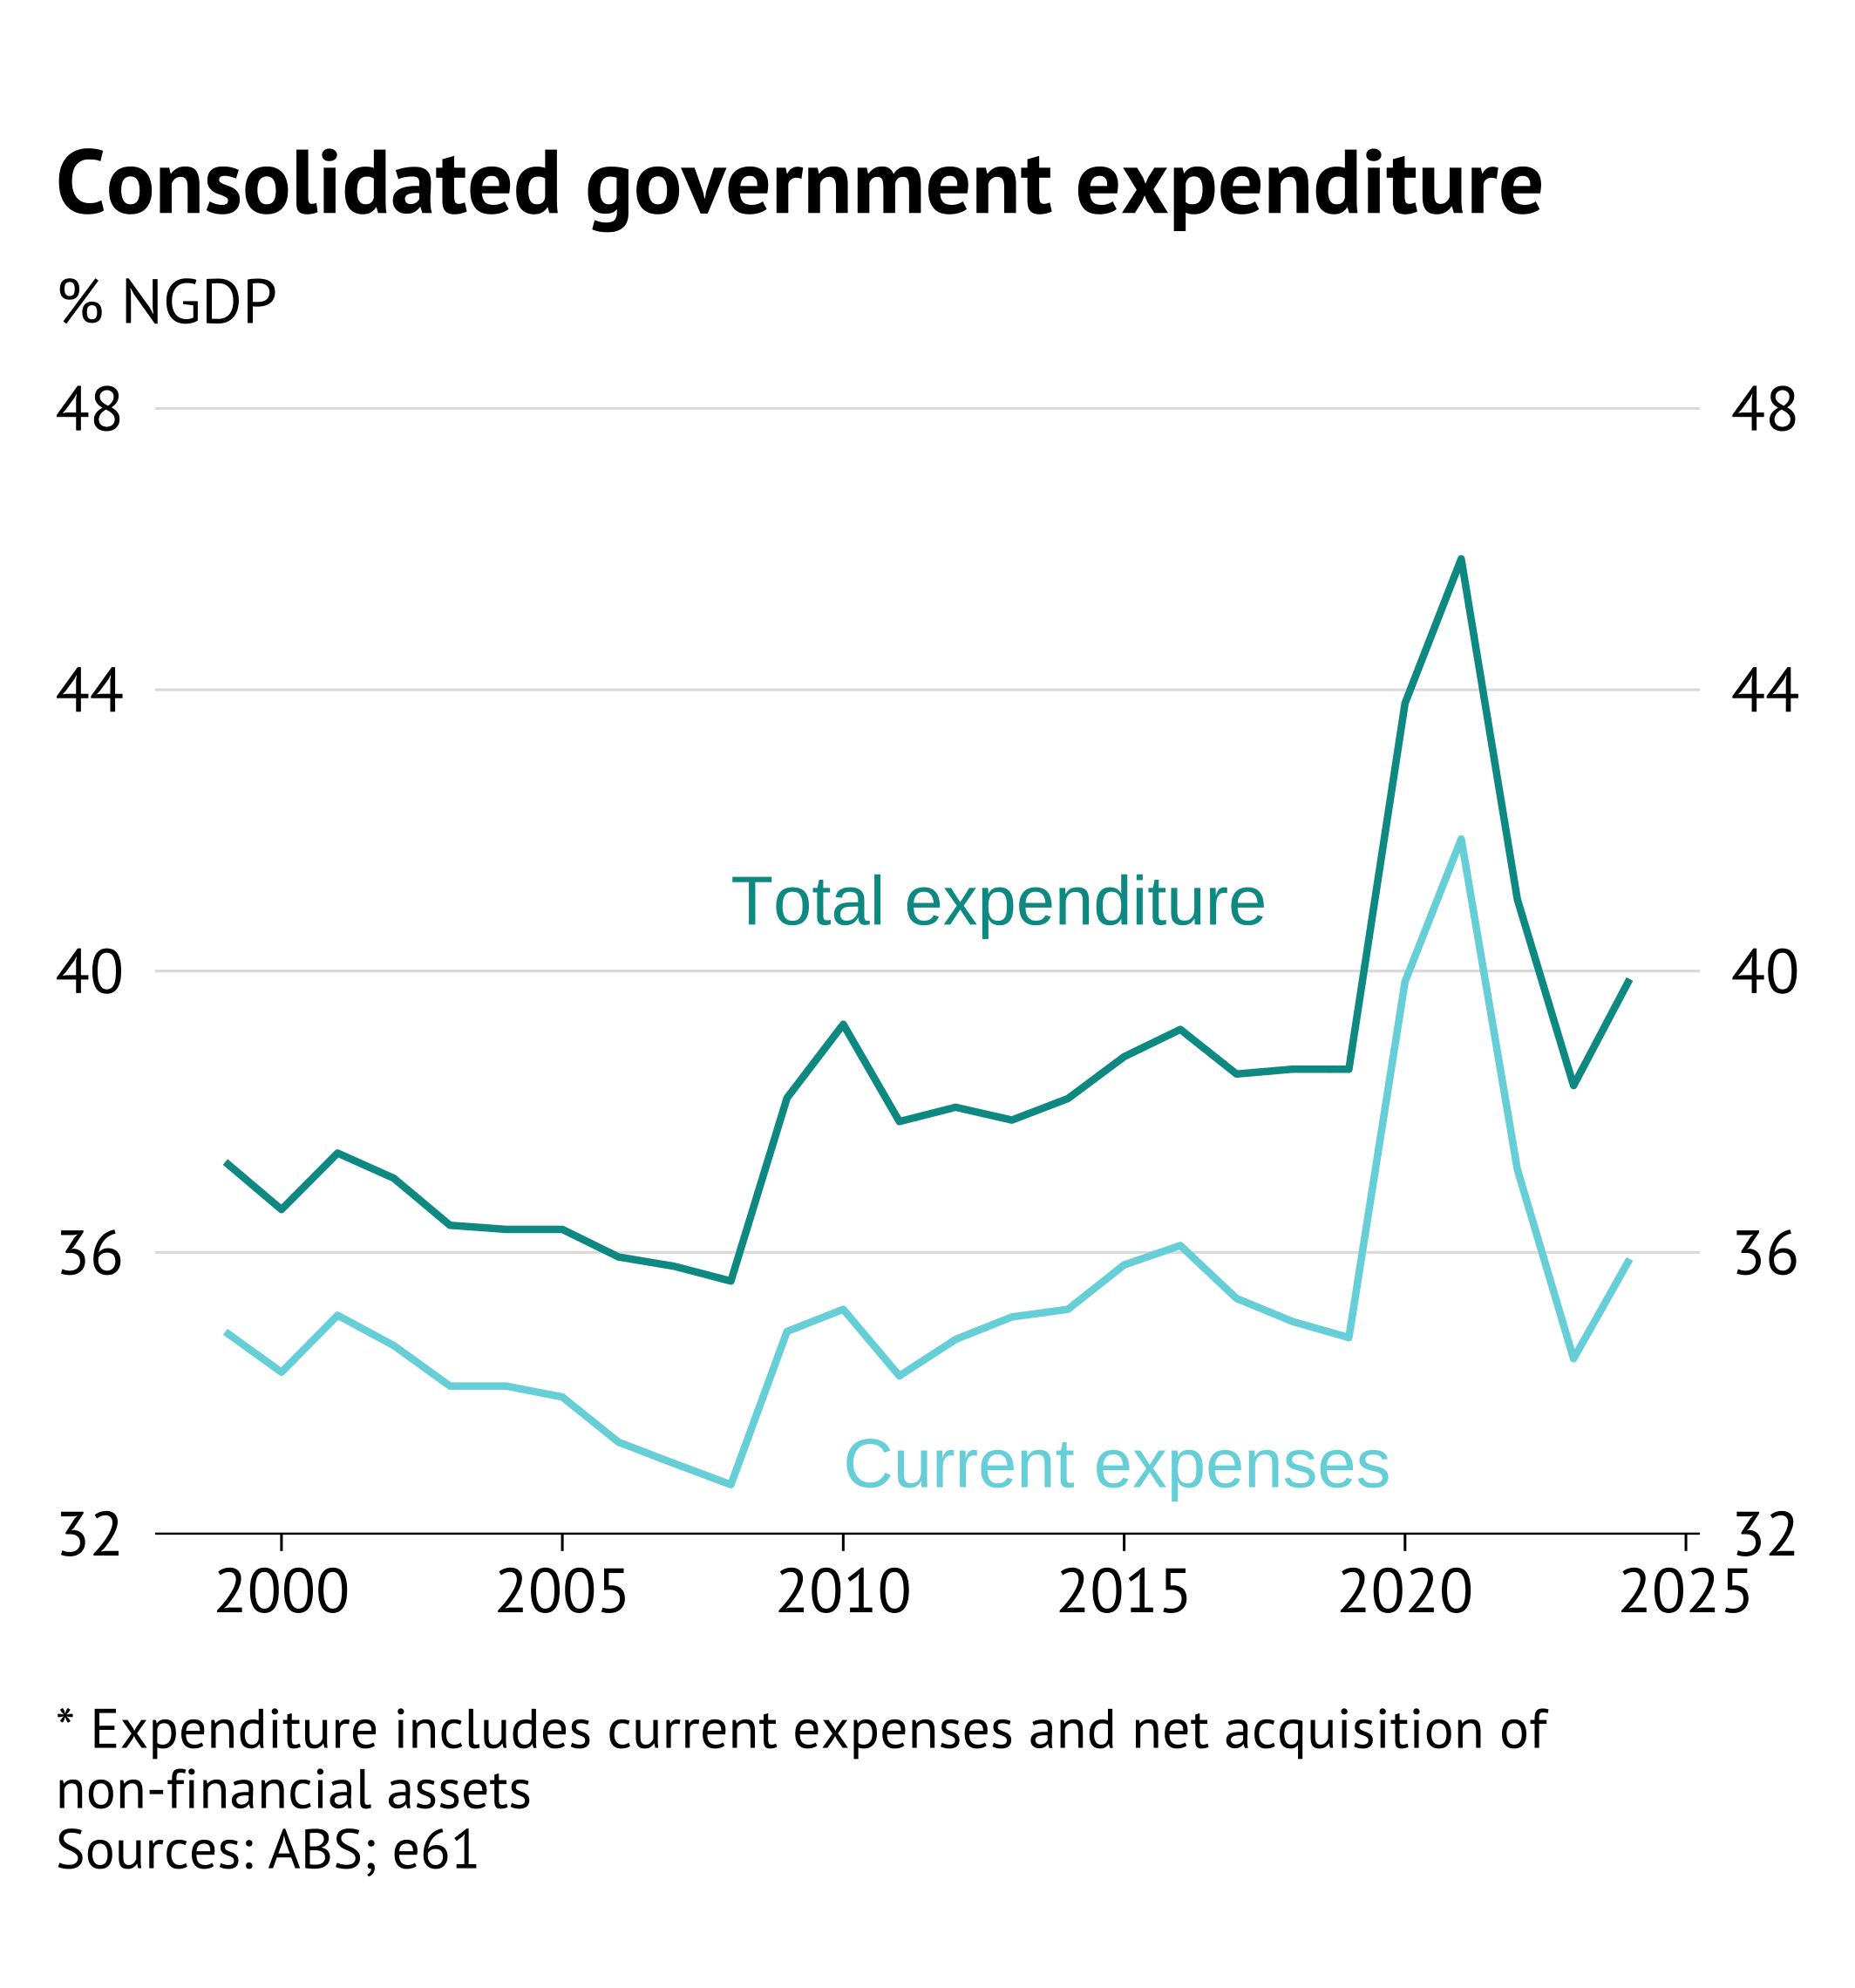 Consolidated government expenditure
% NGDP
48 48
44 44
Total expenditure
40 40
36 36
Current expenses
32 32
2000 2005 2010 2015 2020 2025
* Expenditure includes current expenses and net acquisition of
non-financial assets
Sources: ABS; e61